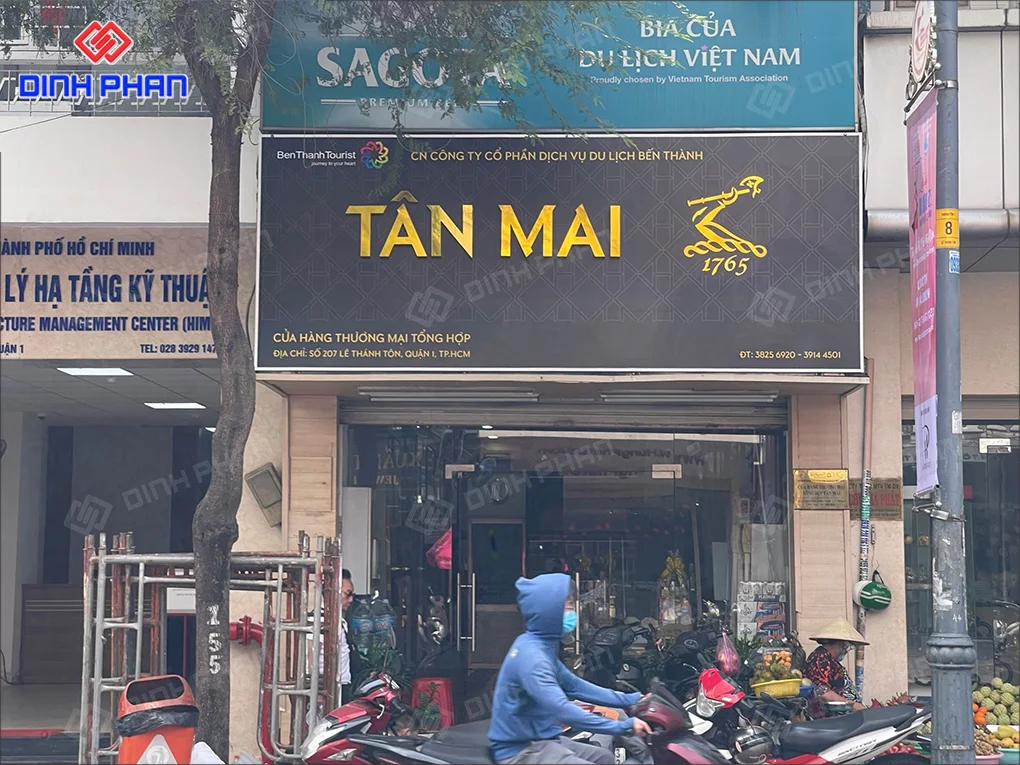 DINH PHAN
SAGOTA
PREMIUM BEER
BIA CỦA
DU LỊCH VIỆT NAM
Proudly chosen by Vietnam Tourism Association
BenThanhTourist
journey to your heart
CN CÔNG TY CỔ PHẦN DỊCH VỤ DU LỊCH BẾN THÀNH
TÂN MAI
1765
CỬA HÀNG THƯƠNG MẠI TỔNG HỢP
ĐỊA CHỈ: SỐ 207 LÊ THÁNH TÔN, QUẬN 1, TP.HCM
ĐT: 3825 6920 - 3914 4501
ÀNH PHỐ HỒ CHÍ MINH
LÝ HẠ TẦNG KỸ THUẬ
CTURE MANAGEMENT CENTER (HIM
UẬN 1
TEL: 028 3929 147
8
155